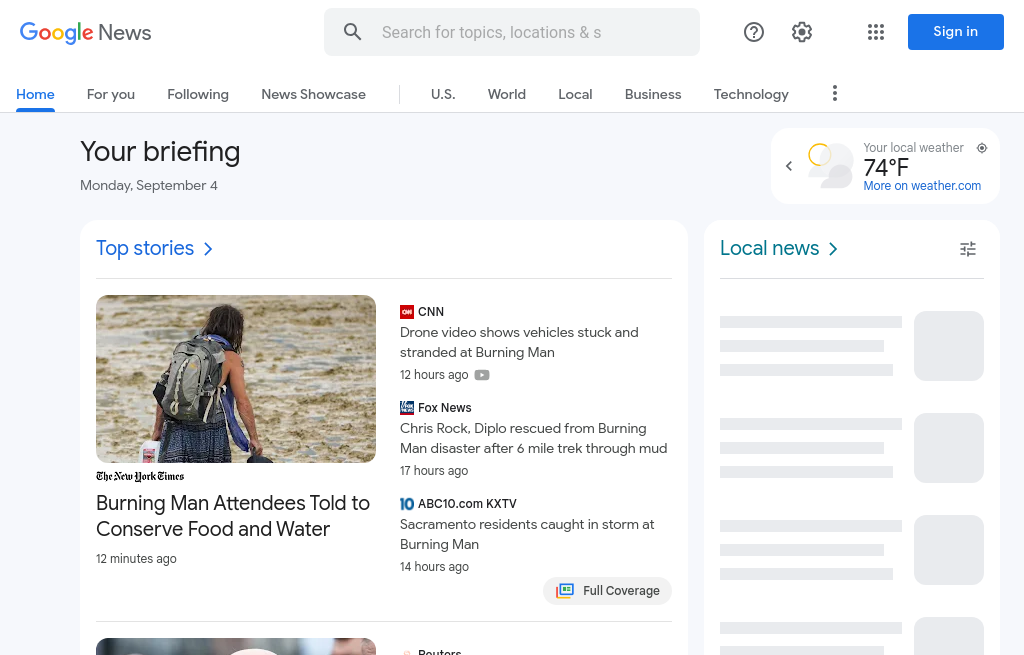 Google News
Search for topics, locations & s
Sign in
Home
For you
Following
News Showcase
U.S.
World
Local
Business
Technology
Your briefing
Monday, September 4
Your local weather
74°F
More on weather.com
Top stories
Local news
The New York Times
Burning Man Attendees Told to
Conserve Food and Water
12 minutes ago
CNN
Drone video shows vehicles stuck and
stranded at Burning Man
12 hours ago
Fox News
Chris Rock, Diplo rescued from Burning
Man disaster after 6 mile trek through mud
17 hours ago
10 ABC10.com KXTV
Sacramento residents caught in storm at
Burning Man
14 hours ago
Full Coverage
Reuters